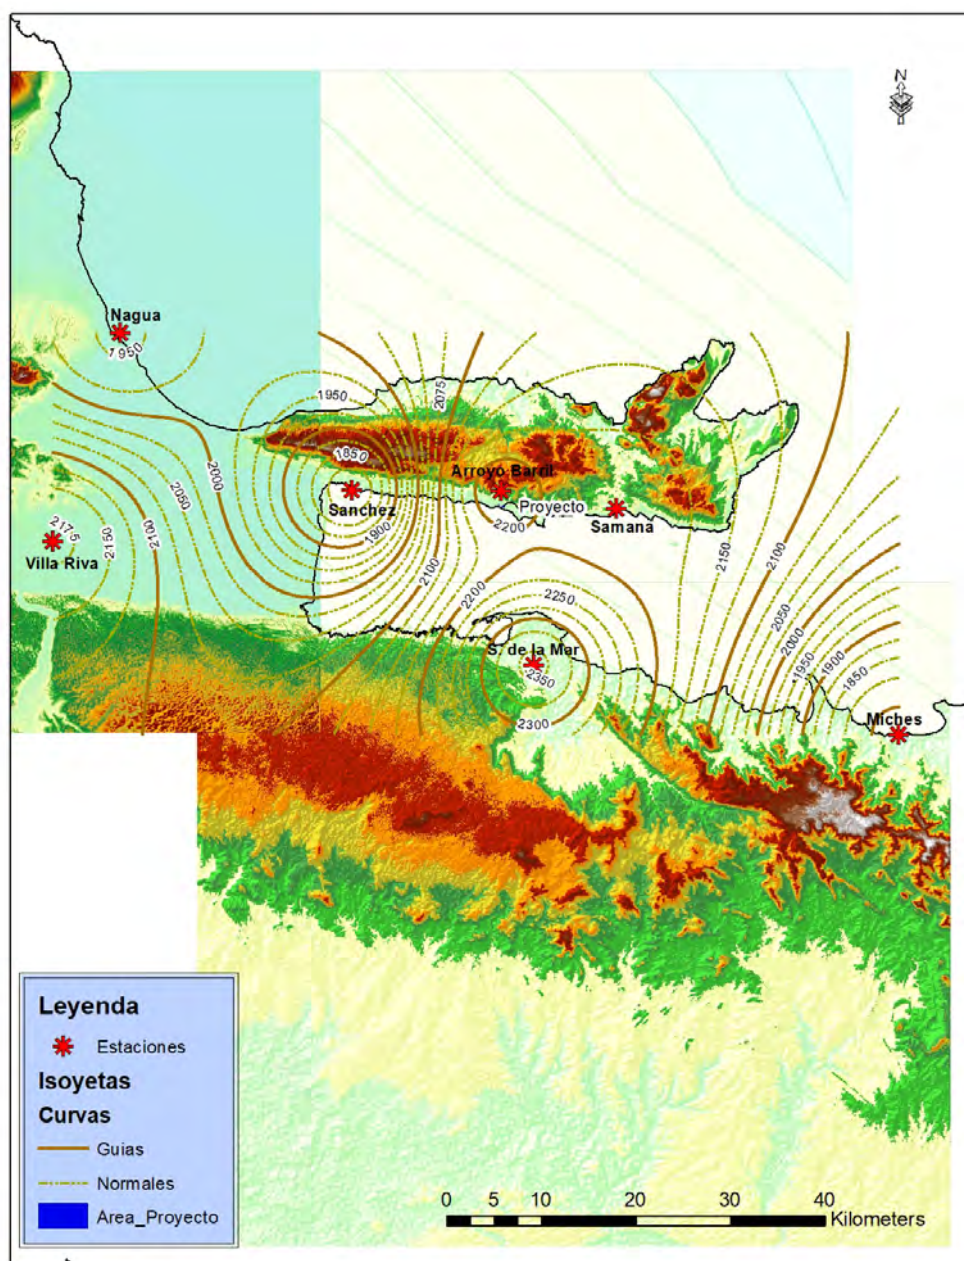 N
Nagua
1950
1950
2075
1850
Arroyo Barril
2000
2050
Sanchez
Proyecto
2200
Samana
2175
2150
2100
1900
Villa Riva
2150
2100
2100
2200
2250
2050
2000
S. de la Mar
1950
1900
2350
1850
2300
Miches
Leyenda
Estaciones
Isoyetas
Curvas
Guias
Normales
Area_Proyecto
0 5 10 20 30 40
Kilometers